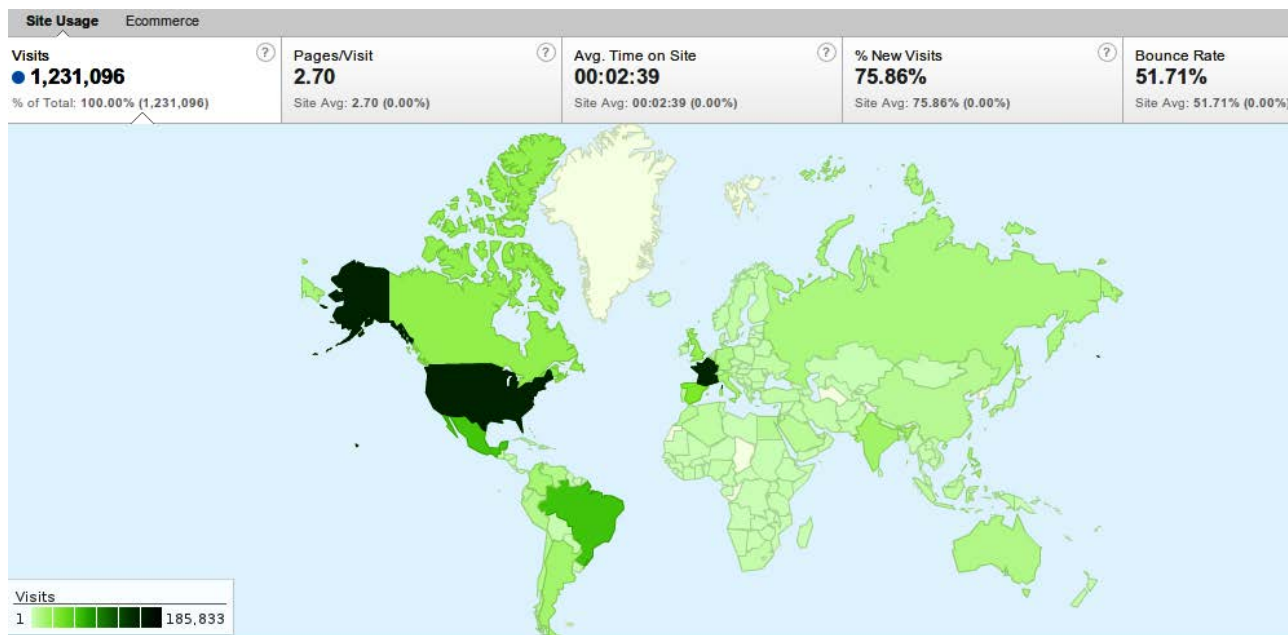 Site Usage Ecommerce
Visits ?
1,231,096
% of Total: 100.00% (1,231,096)
Pages/Visit ?
2.70
Site Avg: 2.70 (0.00%)
Avg. Time on Site ?
00:02:39
Site Avg: 00:02:39 (0.00%)
% New Visits ?
75.86%
Site Avg: 75.86% (0.00%)
Bounce Rate
51.71%
Site Avg: 51.71% (0.00%)
Visits
1 185,833